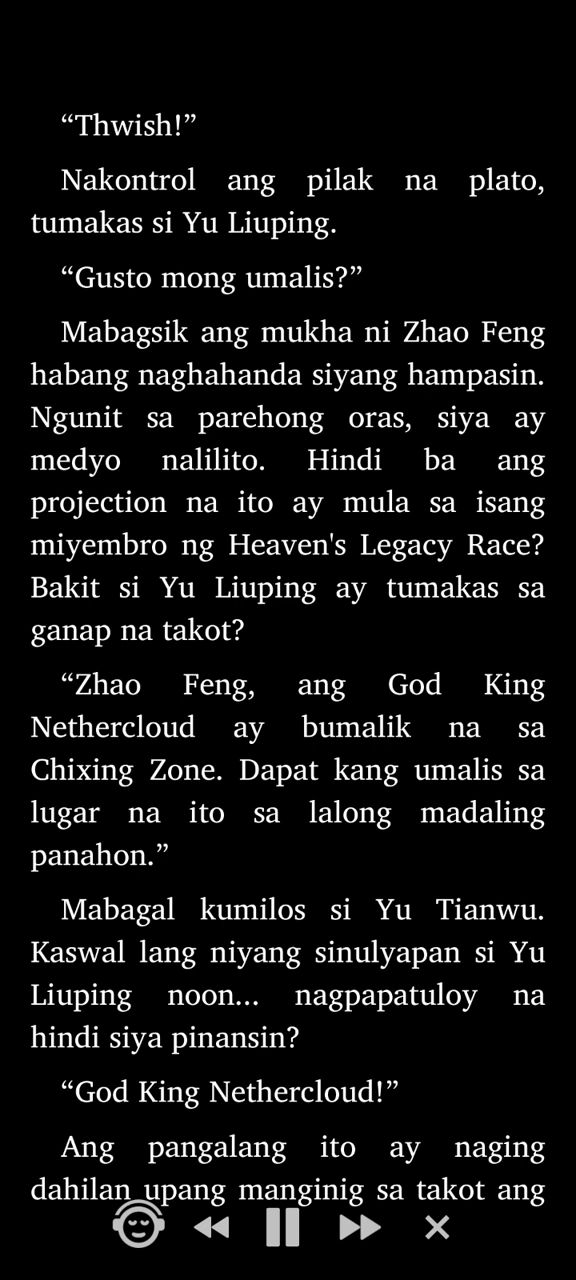 “Thwish!”
Nakontrol ang pilak na plato,
tumakas si Yu Liuping.
“Gusto mong umalis?”
Mabagsik ang mukha ni Zhao Feng
habang naghahanda siyang hampasin.
Ngunit sa parehong oras, siya ay
medyo nalilito. Hindi ba ang
projection na ito ay mula sa isang
miyembro ng Heaven's Legacy Race?
Bakit si Yu Liuping ay tumakas sa
ganap na takot?
“Zhao Feng, ang God King
Nethercloud ay bumalik na sa
Chixing Zone. Dapat kang umalis sa
lugar na ito sa lalong madaling
panahon.”
Mabagal kumilos si Yu Tianwu.
Kaswal lang niyang sinulyapan si Yu
Liuping noon... nagpapatuloy na
hindi siya pinansin?
“God King Nethercloud!”
Ang pangalang ito ay naging
dahilan upang manginig sa takot ang